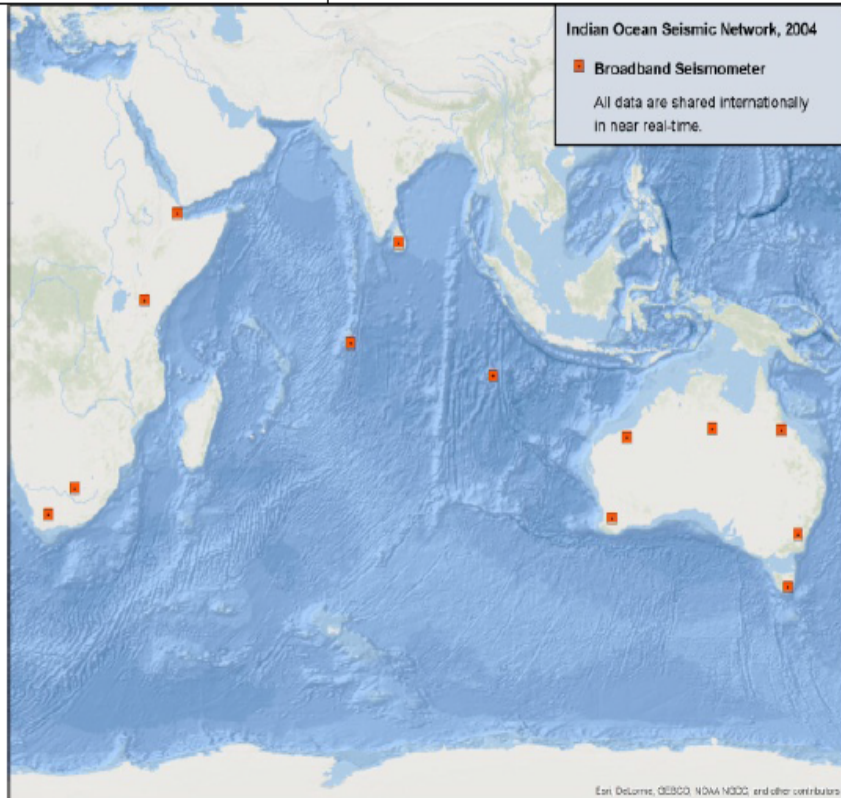 Indian Ocean Seismic Network, 2004
Broadband Seismometer
All data are shared internationally
in near real-time.
Esri, DeLorme, GEBCO, NOAA NGDC, and other contributors